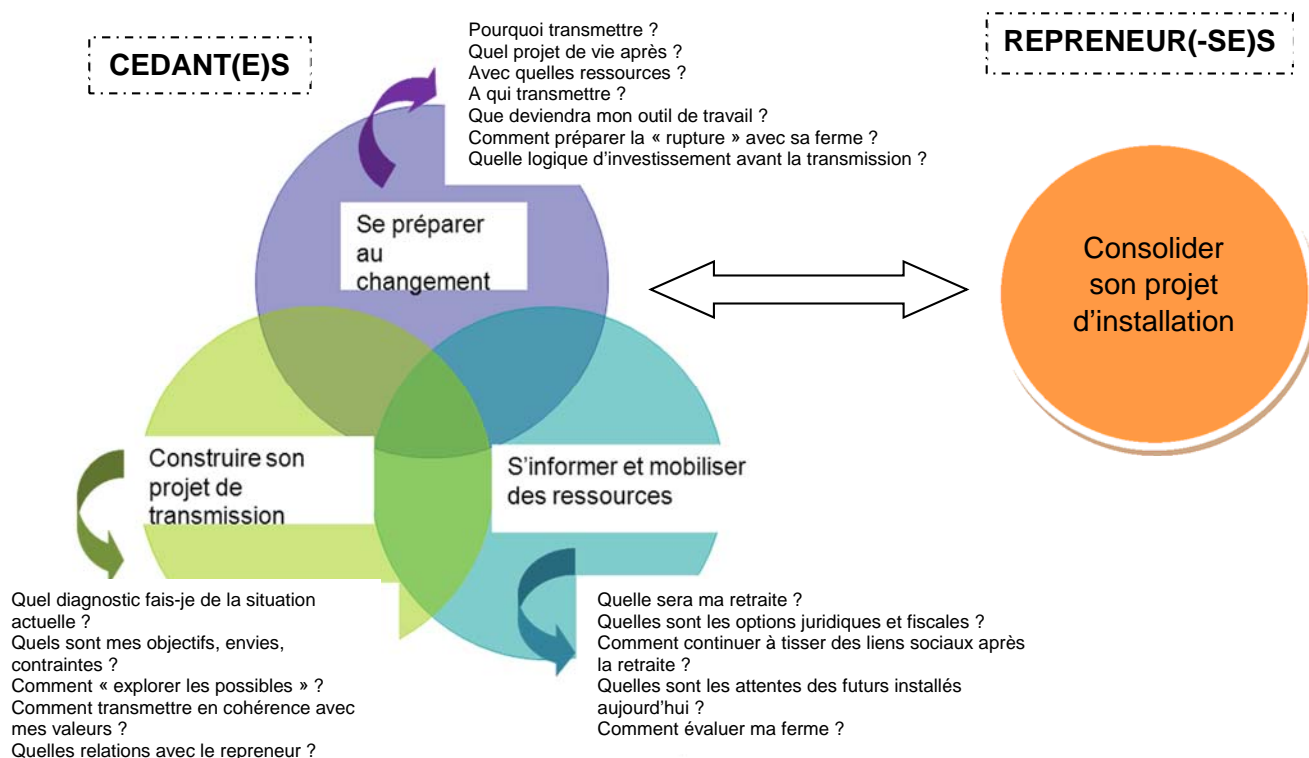 CEDANT(E)S
Pourquoi transmettre ?
Quel projet de vie après ?
Avec quelles ressources ?
A qui transmettre ?
Que deviendra mon outil de travail ?
Comment préparer la « rupture » avec sa ferme ?
Quelle logique d'investissement avant la transmission ?
REPRENEUR(-SE)S
Se préparer
au
changement
Consolider
son projet
d'installation
Construire son
projet de
transmission
S'informer et mobiliser
des ressources
Quel diagnostic fais-je de la situation
actuelle ?
Quels sont mes objectifs, envies,
contraintes ?
Comment « explorer les possibles » ?
Comment transmettre en cohérence avec
mes valeurs ?
Quelles relations avec le repreneur ?
Quelle sera ma retraite ?
Quelles sont les options juridiques et fiscales ?
Comment continuer à tisser des liens sociaux après
la retraite ?
Quelles sont les attentes des futurs installés
aujourd'hui ?
Comment évaluer ma ferme ?